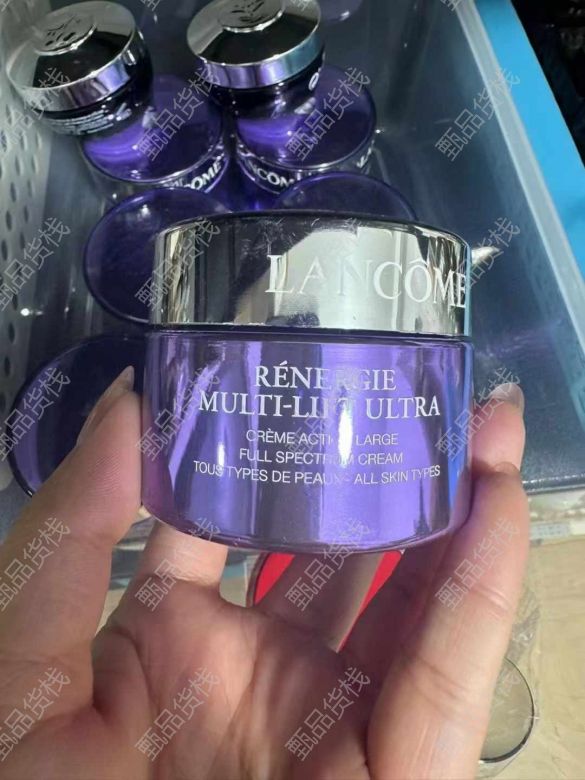 LANCÔME
RÉNERGIE
MULTI-LIFT ULTRA
CRÈME ACTION LARGE
FULL SPECTRUM CREAM
TOUS TYPES DE PEAUX - ALL SKIN TYPES
LANCÔME
甄品货栈